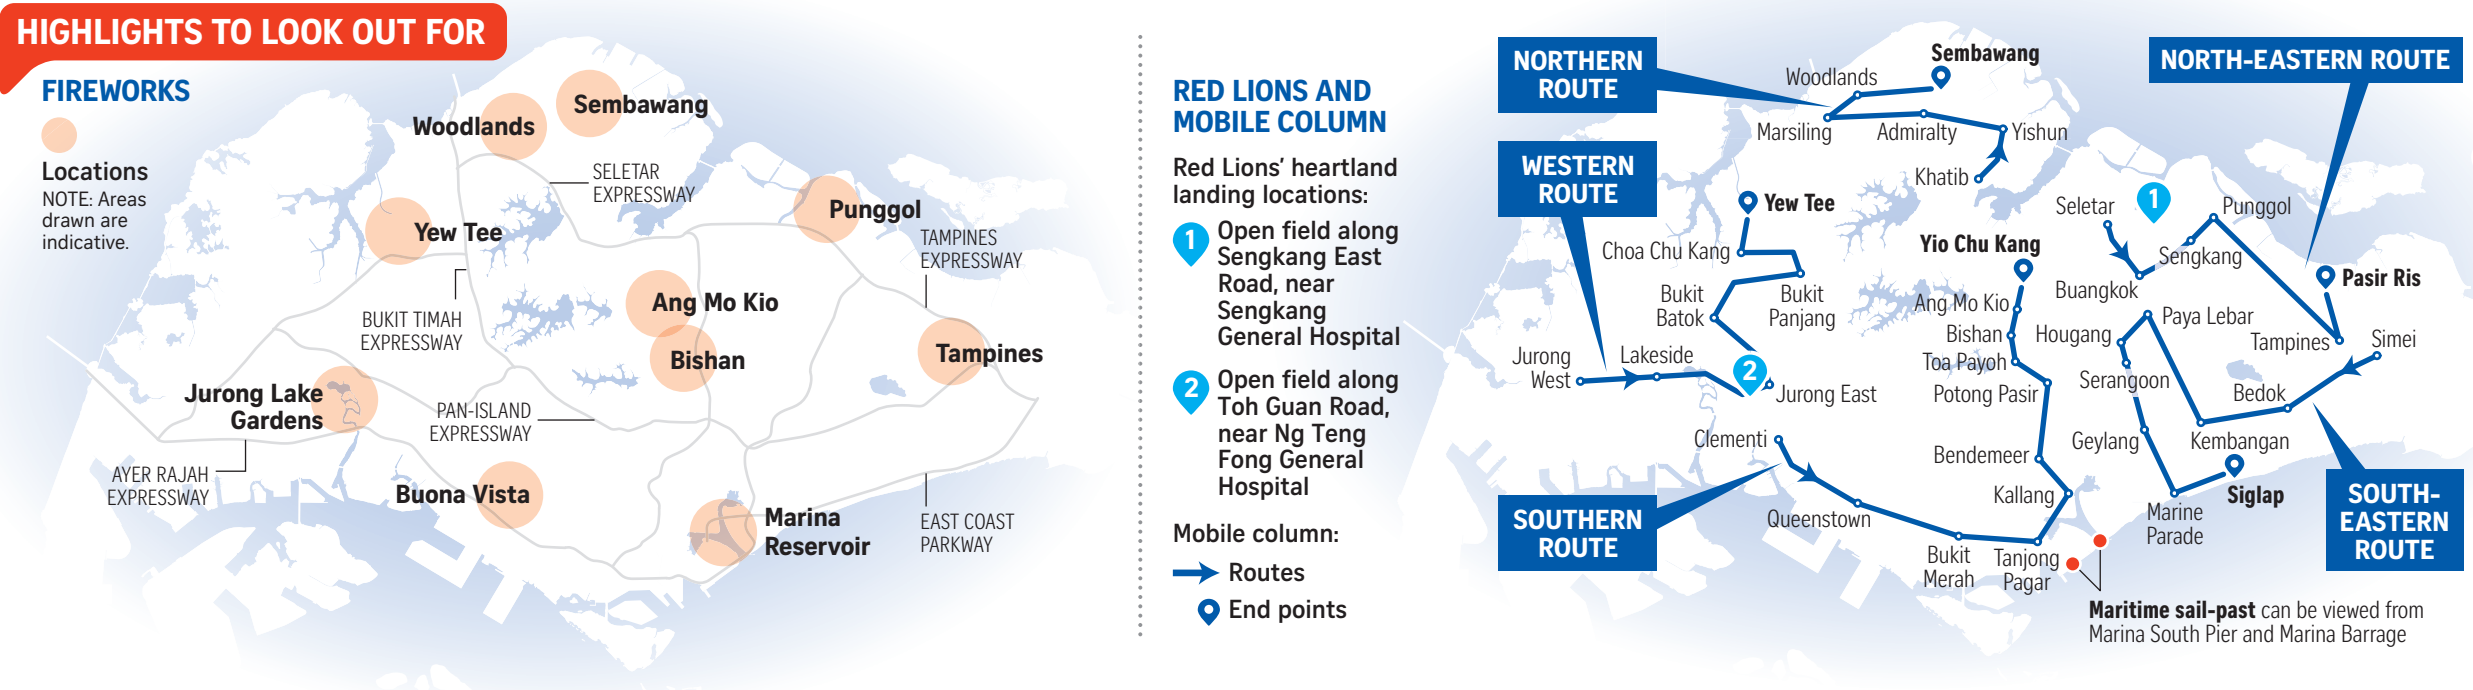 HIGHLIGHTS TO LOOK OUT FOR
FIREWORKS
Locations
NOTE: Areas
drawn are
indicative.
Woodlands
Sembawang
SELETAR
EXPRESSWAY
Yew Tee
Punggol
TAMPINES
EXPRESSWAY
BUKIT TIMAH
EXPRESSWAY
Ang Mo Kio
Bishan
Tampines
Jurong Lake
Gardens
PAN-ISLAND
EXPRESSWAY
AYER RAJAH
EXPRESSWAY
Buona Vista
Marina
Reservoir
EAST COAST
PARKWAY
RED LIONS AND
MOBILE COLUMN
Red Lions’ heartland
landing locations:
1
Open field along
Sengkang East
Road, near
Sengkang
General Hospital
2
Open field along
Toh Guan Road,
near Ng Teng
Fong General
Hospital
Mobile column:
Routes
End points
NORTHERN
ROUTE
Sembawang
Woodlands
Marsiling
Admiralty
Yishun
Khatib
WESTERN
ROUTE
Yew Tee
Choa Chu Kang
Bukit
Panjang
Bukit
Batok
Jurong
West
Lakeside
2
Jurong East
SOUTHERN
ROUTE
Clementi
Queenstown
Bukit
Merah
Tanjong
Pagar
Kallang
Bendemeer
Potong Pasir
Toa Payoh
Bishan
Ang Mo Kio
Yio Chu Kang
NORTH-EASTERN ROUTE
Seletar
1
Buangkok
Sengkang
Punggol
Tampines
Pasir Ris
SOUTH-
EASTERN
ROUTE
Simei
Bedok
Kembangan
Paya Lebar
Hougang
Serangoon
Geylang
Marine
Parade
Siglap
Maritime sail-past can be viewed from
Marina South Pier and Marina Barrage